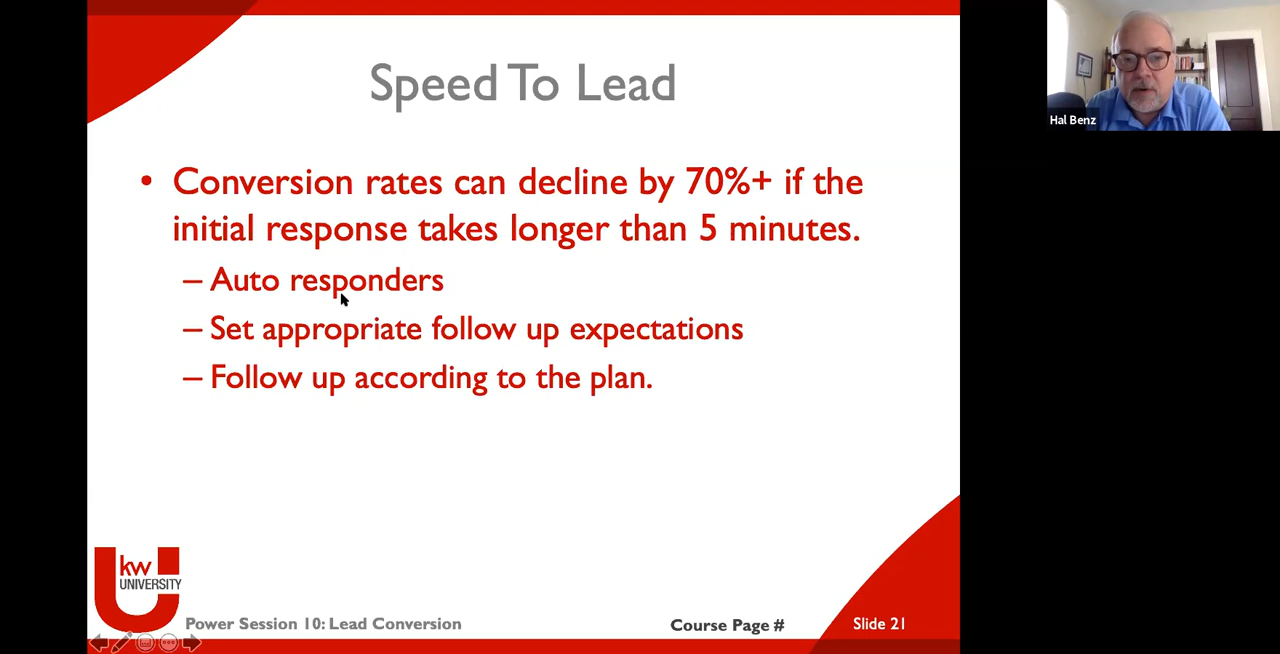 Speed To Lead
Hal Benz
• Conversion rates can decline by 70%+ if the
initial response takes longer than 5 minutes.
– Auto responders
– Set appropriate follow up expectations
– Follow up according to the plan.
kw
UNIVERSITY
Power Session 10: Lead Conversion
Course Page #
Slide 21